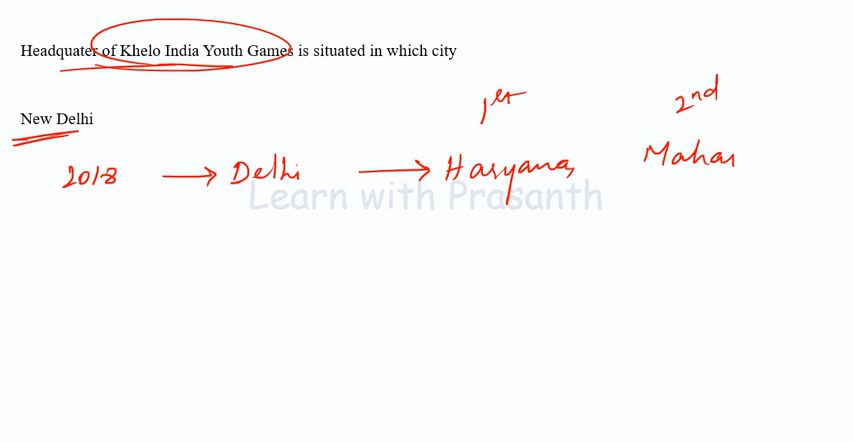 Headquater of Khelo India Youth Games is situated in which city
New Delhi
1st 2nd
2018 → Delhi → Haryana, Mahar
Learn with Prasanth